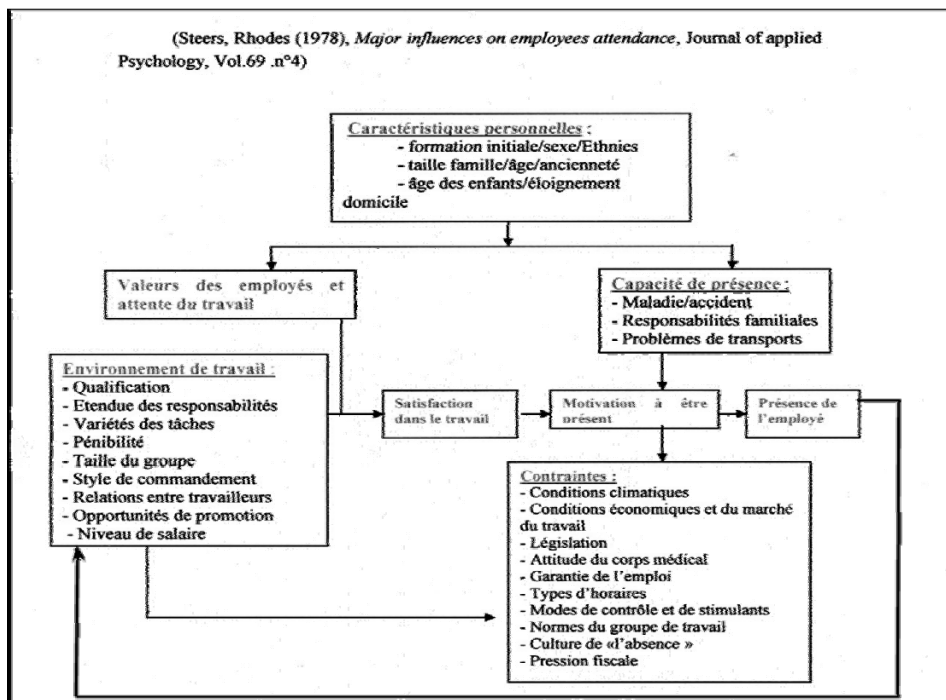 (Steers, Rhodes (1978), Major influences on employees attendance, Journal of applied
Psychology, Vol.69 .n°4)
Caractéristiques personnelles :
- formation initiale/sexe/Ethnies
- taille famille/âge/ancienneté
- âge des enfants/éloignement
domicile
Valeurs des employés et
attente du travail
Capacité de présence :
- Maladie/accident
- Responsabilités familiales
- Problèmes de transports
Environnement de travail :
- Qualification
- Etendue des responsabilités
- Variétés des tâches
- Pénibilité
- Taille du groupe
- Style de commandement
- Relations entre travailleurs
- Opportunités de promotion
- Niveau de salaire
Satisfaction
dans le travail
Motivation à être
présent
Présence de
l'employé
Contraintes :
- Conditions climatiques
- Conditions économiques et du marché
du travail
- Législation
- Attitude du corps médical
- Garantie de l'emploi
- Types d'horaires
- Modes de contrôle et de stimulants
- Normes du groupe de travail
- Culture de «l'absence »
- Pression fiscale